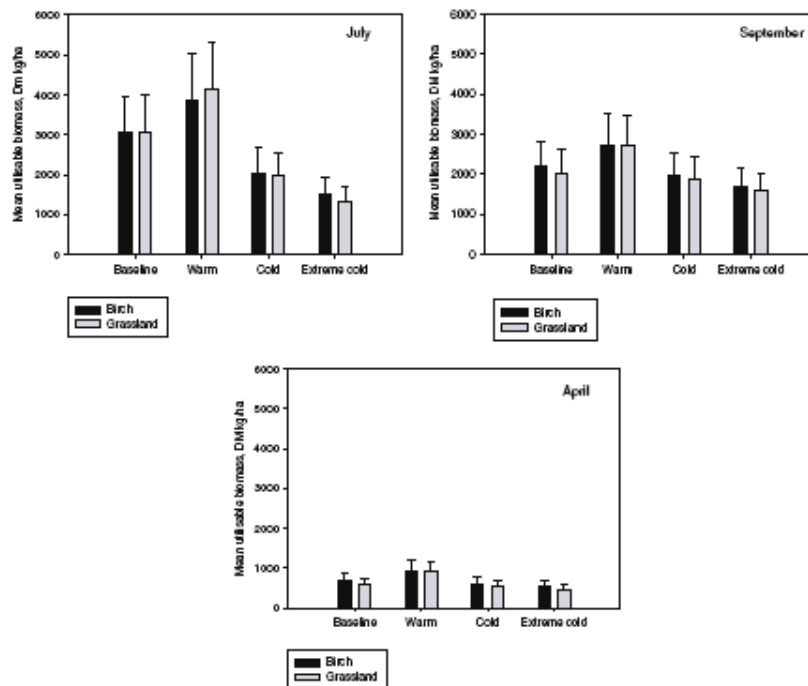 July
Mean utilisable biomass, Dm kg/ha
6000
5000
4000
3000
2000
1000
0
Baseline Warm Cold Extreme cold
Birch
Grassland
September
Mean utilisable biomass, DM kg/ha
6000
5000
4000
3000
2000
1000
0
Baseline Warm Cold Extreme cold
Birch
Grassland
April
Mean utilisable biomass, DM kg/ha
6000
5000
4000
3000
2000
1000
0
Baseline Warm Cold Extreme cold
Birch
Grassland